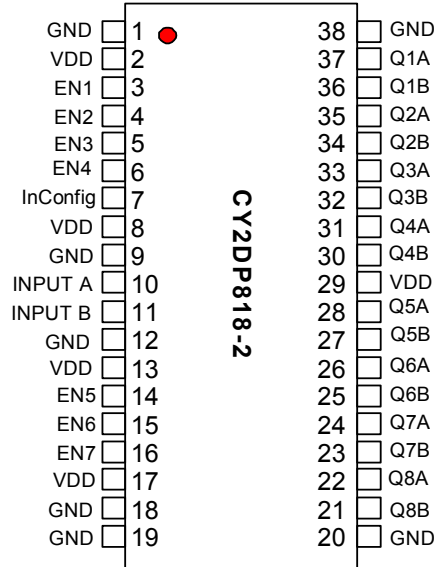 GND 1 38 GND
VDD 2 37 Q1A
EN1 3 36 Q1B
EN2 4 35 Q2A
EN3 5 34 Q2B
EN4 6 33 Q3A
InConfig 7 32 Q3B
VDD 8 31 Q4A
GND 9 30 Q4B
INPUT A 10 29 VDD
INPUT B 11 28 Q5A
GND 12 27 Q5B
VDD 13 26 Q6A
EN5 14 25 Q6B
EN6 15 24 Q7A
EN7 16 23 Q7B
VDD 17 22 Q8A
GND 18 21 Q8B
GND 19 20 GND
CY2DP818-2